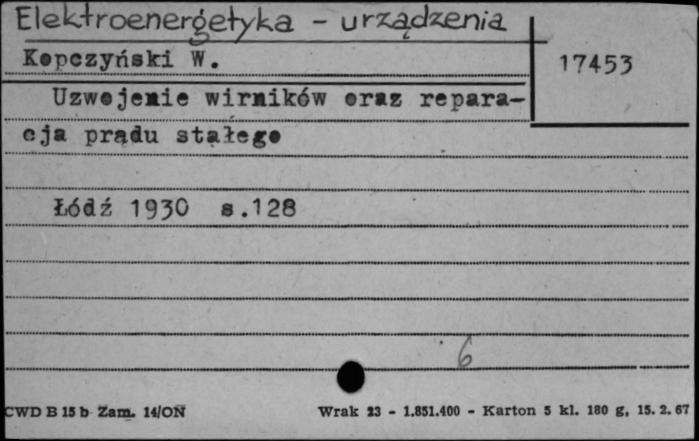 Elektroenergetyka - urządzenia
Kopczyński W.
17453
Uzwojenie wirników oraz repara-
cja prądu stałego
Łódź 1930 s.128
6
CWD B 15 b Zam. 14/ON
Wrak 23 - 1.851.400 - Karton 5 kl. 180 g, 15. 2. 67